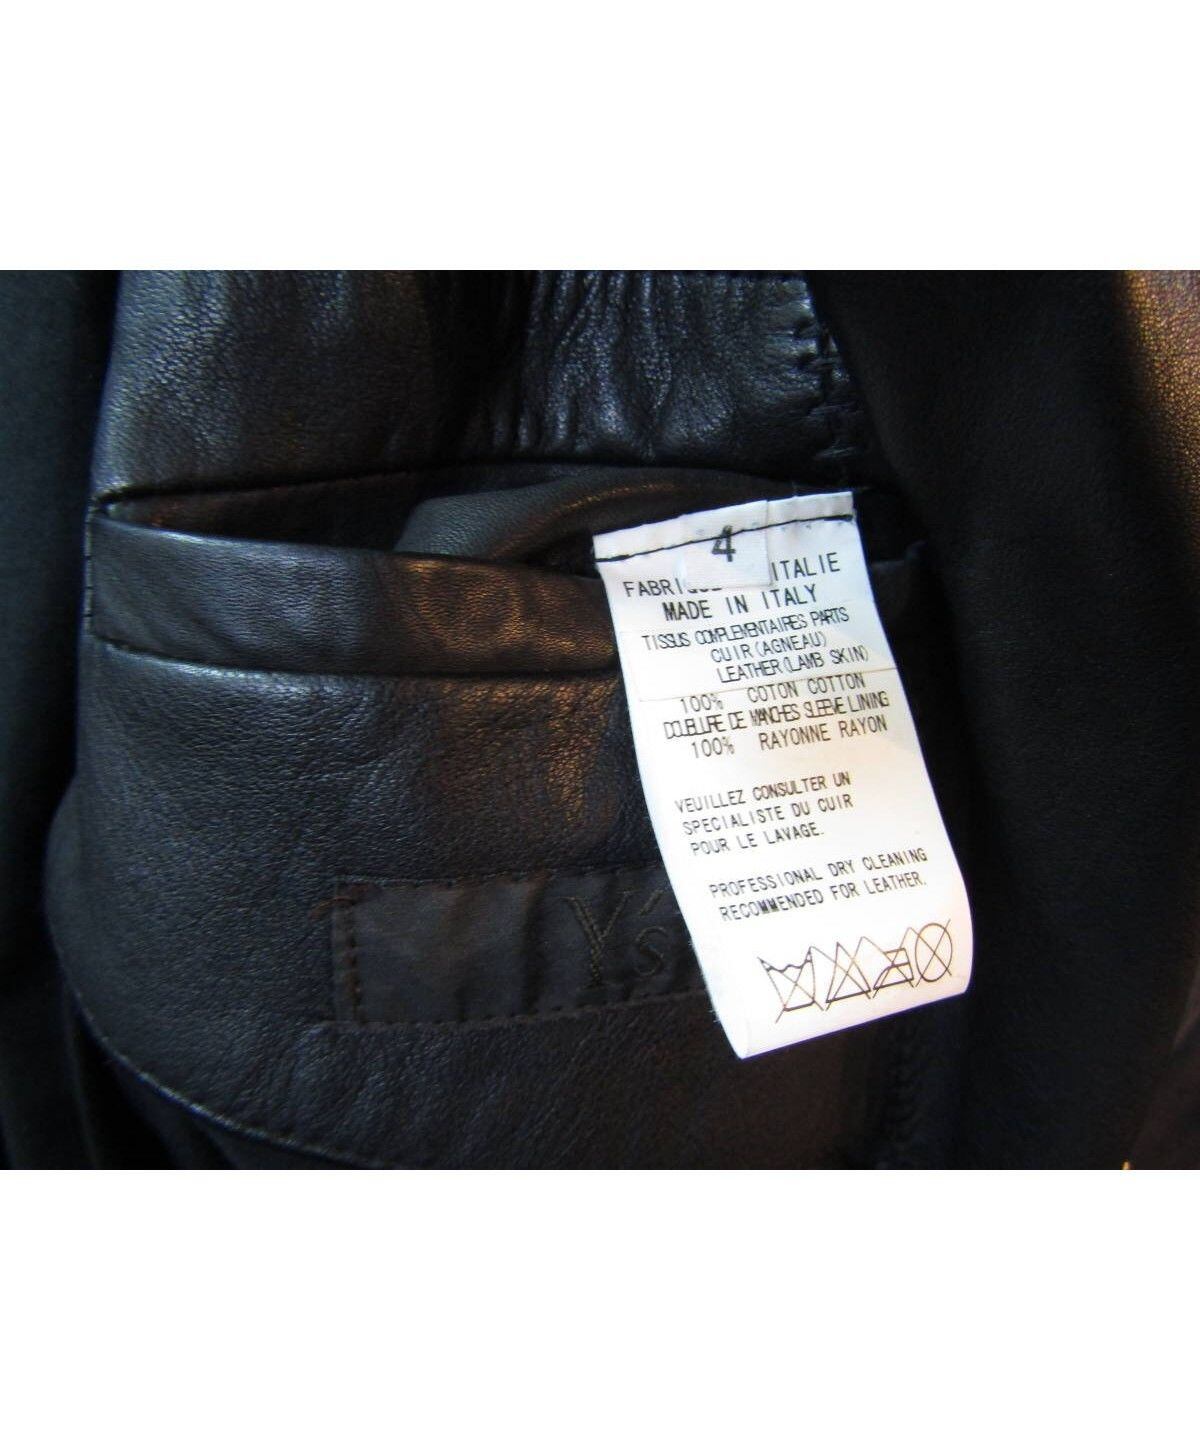 4
FABRIQUE ITALIE
MADE IN ITALY
TISSUS COMPLEMENTAIRES PARTS
CUIR(AGNEAU)
LEATHER(LAMB SKIN)
100% COTON COTTON
DOUBLURE DE MANCHES SLEEVE LINING
100% RAYONNE RAYON
VEUILLEZ CONSULTER UN
SPECIALISTE DU CUIR
POUR LE LAVAGE.
PROFESSIONAL DRY CLEANING
RECOMMENDED FOR LEATHER.
Y's